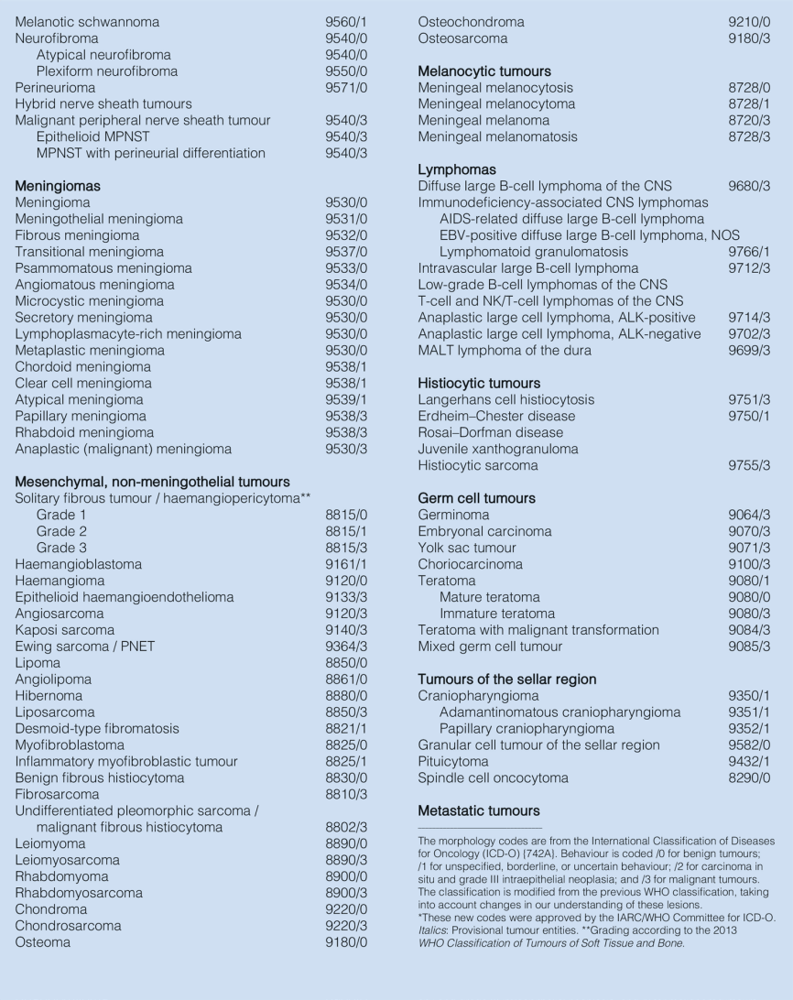 Melanotic schwannoma 9560/1
Neurofibroma 9540/0
Atypical neurofibroma 9540/0
Plexiform neurofibroma 9550/0
Perineurioma 9571/0
Hybrid nerve sheath tumours
Malignant peripheral nerve sheath tumour 9540/3
Epithelioid MPNST 9540/3
MPNST with perineurial differentiation 9540/3
Meningiomas
Meningioma 9530/0
Meningothelial meningioma 9531/0
Fibrous meningioma 9532/0
Transitional meningioma 9537/0
Psammomatous meningioma 9533/0
Angiomatous meningioma 9534/0
Microcystic meningioma 9530/0
Secretory meningioma 9530/0
Lymphoplasmacyte-rich meningioma 9530/0
Metaplastic meningioma 9530/0
Chordoid meningioma 9538/1
Clear cell meningioma 9538/1
Atypical meningioma 9539/1
Papillary meningioma 9538/3
Rhabdoid meningioma 9538/3
Anaplastic (malignant) meningioma 9530/3
Mesenchymal, non-meningothelial tumours
Solitary fibrous tumour / haemangiopericytoma**
Grade 1 8815/0
Grade 2 8815/1
Grade 3 8815/3
Haemangioblastoma 9161/1
Haemangioma 9120/0
Epithelioid haemangioendothelioma 9133/3
Angiosarcoma 9120/3
Kaposi sarcoma 9140/3
Ewing sarcoma / PNET 9364/3
Lipoma 8850/0
Angiolipoma 8861/0
Hibernoma 8880/0
Liposarcoma 8850/3
Desmoid-type fibromatosis 8821/1
Myofibroblastoma 8825/0
Inflammatory myofibroblastic tumour 8825/1
Benign fibrous histiocytoma 8830/0
Fibrosarcoma 8810/3
Undifferentiated pleomorphic sarcoma /
malignant fibrous histiocytoma 8802/3
Leiomyoma 8890/0
Leiomyosarcoma 8890/3
Rhabdomyoma 8900/0
Rhabdomyosarcoma 8900/3
Chondroma 9220/0
Chondrosarcoma 9220/3
Osteoma 9180/0
Osteochondroma 9210/0
Osteosarcoma 9180/3
Melanocytic tumours
Meningeal melanocytosis 8728/0
Meningeal melanocytoma 8728/1
Meningeal melanoma 8720/3
Meningeal melanomatosis 8728/3
Lymphomas
Diffuse large B-cell lymphoma of the CNS 9680/3
Immunodeficiency-associated CNS lymphomas
AIDS-related diffuse large B-cell lymphoma
EBV-positive diffuse large B-cell lymphoma, NOS
Lymphomatoid granulomatosis 9766/1
Intravascular large B-cell lymphoma 9712/3
Low-grade B-cell lymphomas of the CNS
T-cell and NK/T-cell lymphomas of the CNS
Anaplastic large cell lymphoma, ALK-positive 9714/3
Anaplastic large cell lymphoma, ALK-negative 9702/3
MALT lymphoma of the dura 9699/3
Histiocytic tumours
Langerhans cell histiocytosis 9751/3
Erdheim–Chester disease 9750/1
Rosai–Dorfman disease
Juvenile xanthogranuloma
Histiocytic sarcoma 9755/3
Germ cell tumours
Germinoma 9064/3
Embryonal carcinoma 9070/3
Yolk sac tumour 9071/3
Choriocarcinoma 9100/3
Teratoma 9080/1
Mature teratoma 9080/0
Immature teratoma 9080/3
Teratoma with malignant transformation 9084/3
Mixed germ cell tumour 9085/3
Tumours of the sellar region
Craniopharyngioma 9350/1
Adamantinomatous craniopharyngioma 9351/1
Papillary craniopharyngioma 9352/1
Granular cell tumour of the sellar region 9582/0
Pituicytoma 9432/1
Spindle cell oncocytoma 8290/0
Metastatic tumours
The morphology codes are from the International Classification of Diseases
for Oncology (ICD-O) {742A}. Behaviour is coded /0 for benign tumours;
/1 for unspecified, borderline, or uncertain behaviour; /2 for carcinoma in
situ and grade III intraepithelial neoplasia; and /3 for malignant tumours.
The classification is modified from the previous WHO classification, taking
into account changes in our understanding of these lesions.
*These new codes were approved by the IARC/WHO Committee for ICD-O.
Italics: Provisional tumour entities. **Grading according to the 2013
WHO Classification of Tumours of Soft Tissue and Bone.